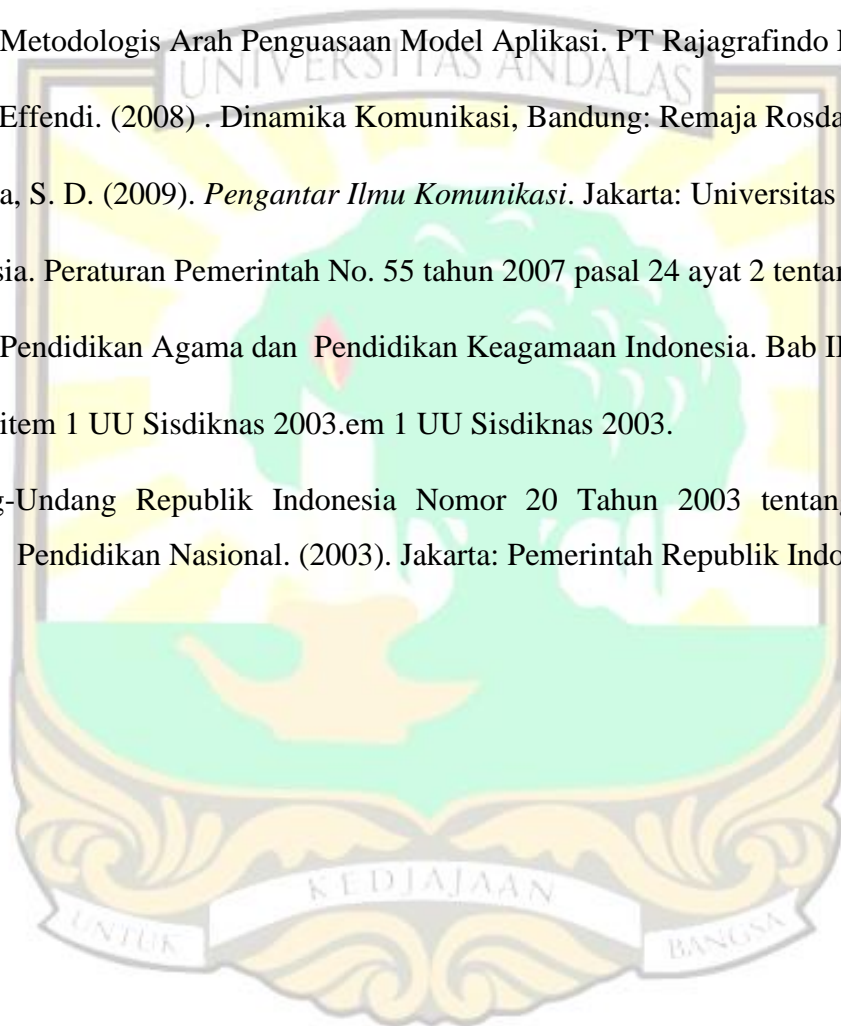 Metodologis Arah Penguasaan Model Aplikasi. PT Rajagrafindo
UNIVERSITAS ANDALAS
Effendi. (2008) . Dinamika Komunikasi, Bandung: Remaja Rosda
a, S. D. (2009). Pengantar Ilmu Komunikasi. Jakarta: Universitas
sia. Peraturan Pemerintah No. 55 tahun 2007 pasal 24 ayat 2 tentan
Pendidikan Agama dan Pendidikan Keagamaan Indonesia. Bab II
item 1 UU Sisdiknas 2003.em 1 UU Sisdiknas 2003.
g-Undang Republik Indonesia Nomor 20 Tahun 2003 tentang
Pendidikan Nasional. (2003). Jakarta: Pemerintah Republik Indo
UNTUK KEDJAJAAN BANGSA